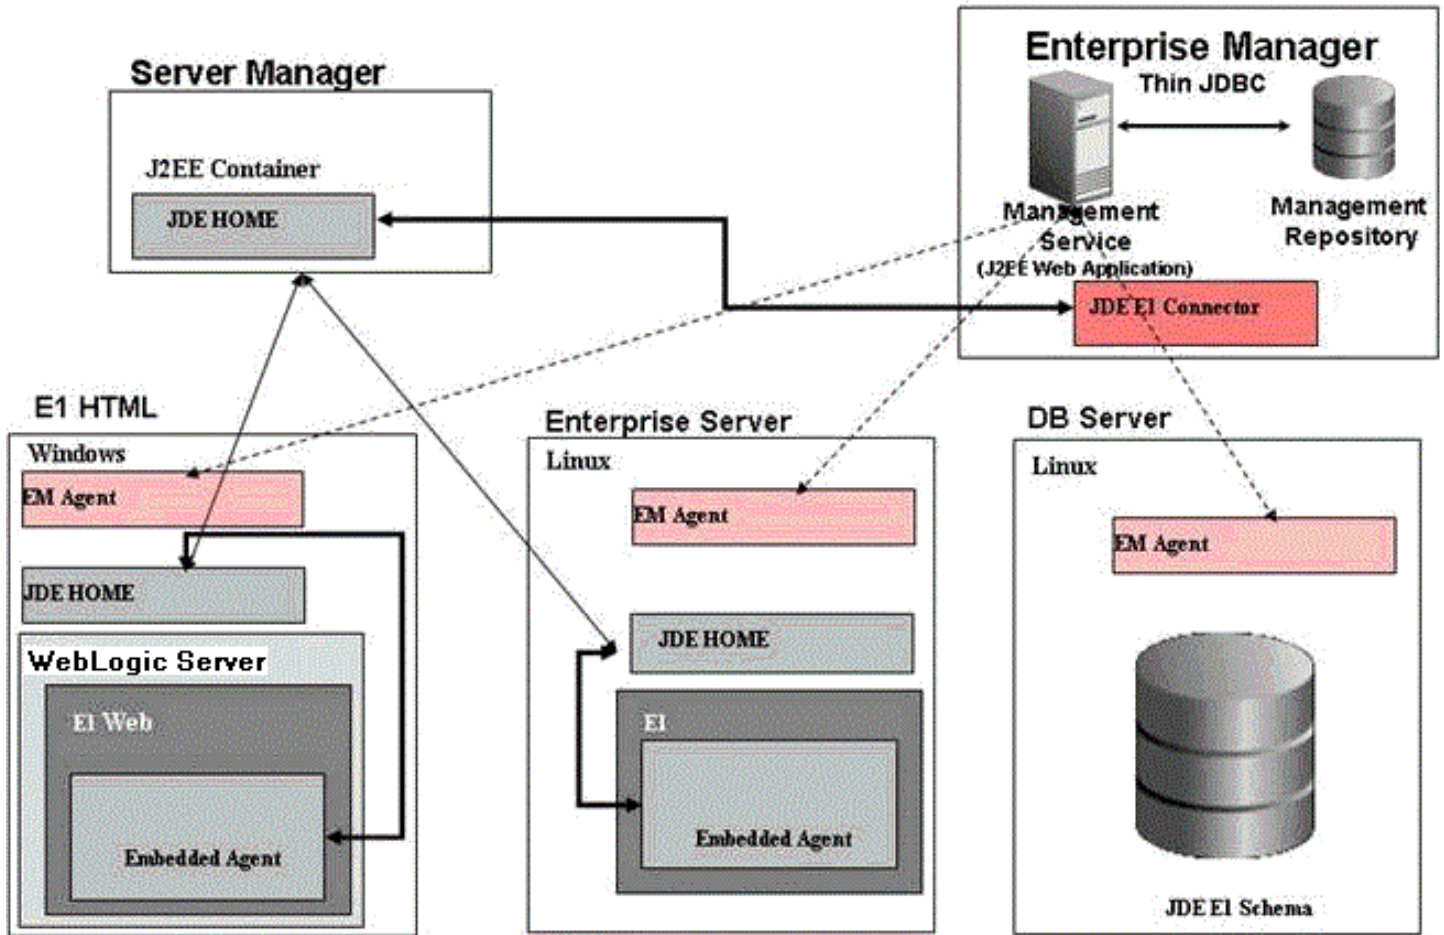 Server Manager
J2EE Container
JDE HOME
Enterprise Manager
Thin JDBC
Management
Service
(J2EE Web Application)
Management
Repository
JDE E1 Connector
E1 HTML
Windows
EM Agent
JDE HOME
WebLogic Server
E1 Web
Embedded Agent
Enterprise Server
Linux
EM Agent
JDE HOME
E1
Embedded Agent
DB Server
Linux
EM Agent
JDE E1 Schema